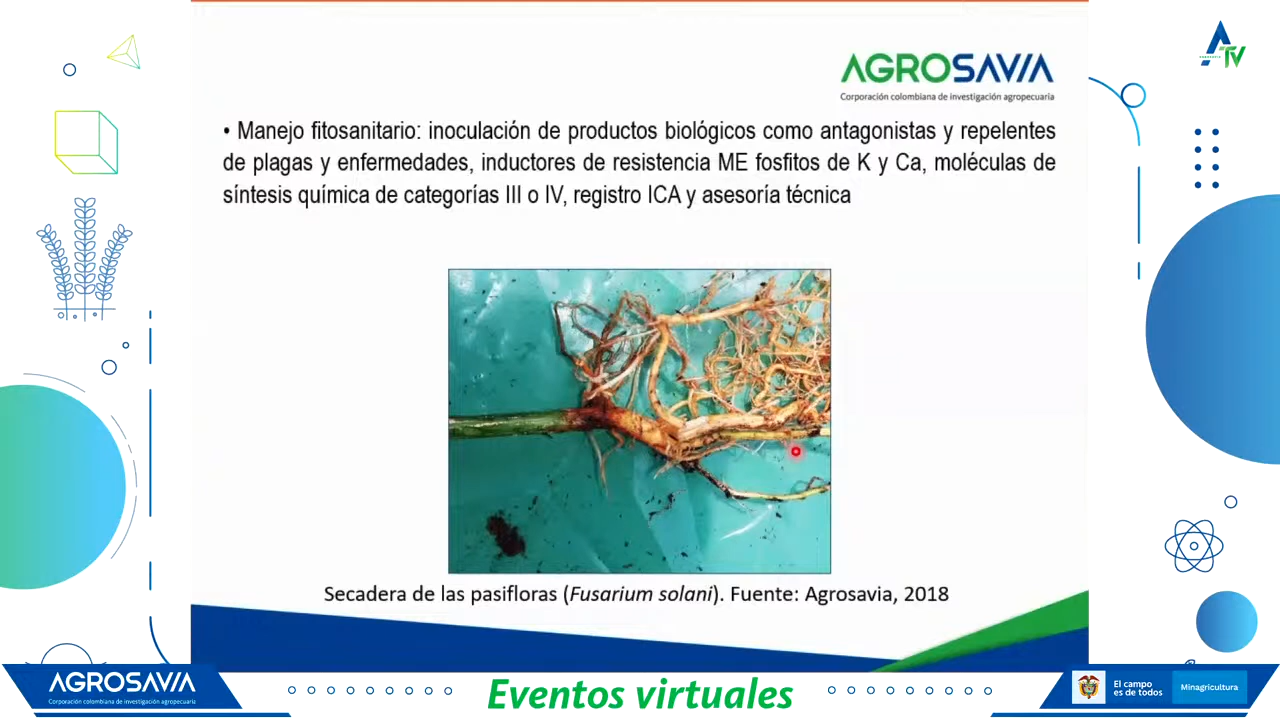 ATV
AGROSAVIA
Corporación colombiana de investigación agropecuaria
• Manejo fitosanitario: inoculación de productos biológicos como antagonistas y repelentes
de plagas y enfermedades, inductores de resistencia ME fosfitos de K y Ca, moléculas de
síntesis química de categorías III o IV, registro ICA y asesoría técnica
Secadera de las pasifloras (Fusarium solani). Fuente: Agrosavia, 2018
AGROSAVIA
Corporación colombiana de investigación agropecuaria
Eventos virtuales
El campo
es de todos
Minagricultura